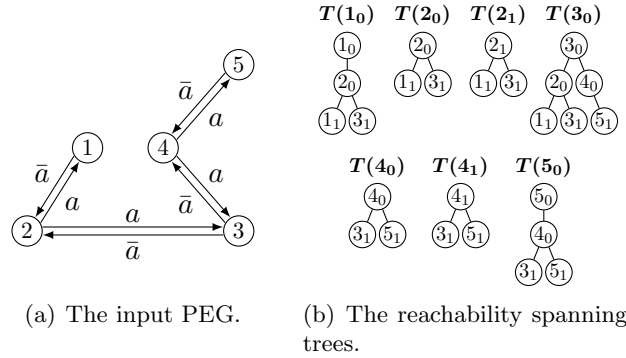 5
ā
a
1
4
ā
a
a
ā
2
a
3
ā
(a) The input PEG.
T(1₀) T(2₀) T(2₁) T(3₀)
1₀ 2₀ 2₁ 3₀
2₀ 1₁ 3₁ 1₁ 3₁ 2₀ 4₀
1₁ 3₁ 1₁ 3₁ 5₁
T(4₀) T(4₁) T(5₀)
4₀ 4₁ 5₀
3₁ 5₁ 3₁ 5₁ 4₀
3₁ 5₁
(b) The reachability spanning
trees.